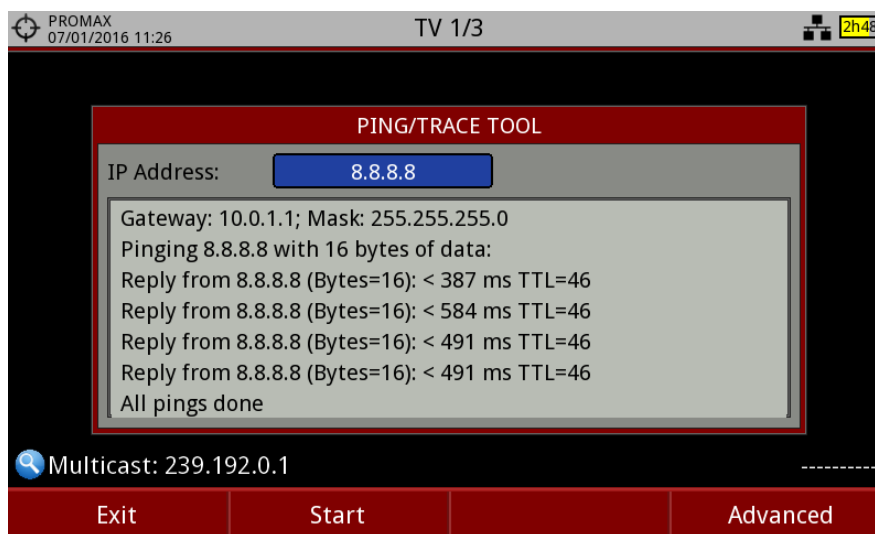 PROMAX
07/01/2016 11:26
TV 1/3
2h48
PING/TRACE TOOL
IP Address: 8.8.8.8
Gateway: 10.0.1.1; Mask: 255.255.255.0
Pinging 8.8.8.8 with 16 bytes of data:
Reply from 8.8.8.8 (Bytes=16): < 387 ms TTL=46
Reply from 8.8.8.8 (Bytes=16): < 584 ms TTL=46
Reply from 8.8.8.8 (Bytes=16): < 491 ms TTL=46
Reply from 8.8.8.8 (Bytes=16): < 491 ms TTL=46
All pings done
Multicast: 239.192.0.1 ----------
Exit Start Advanced